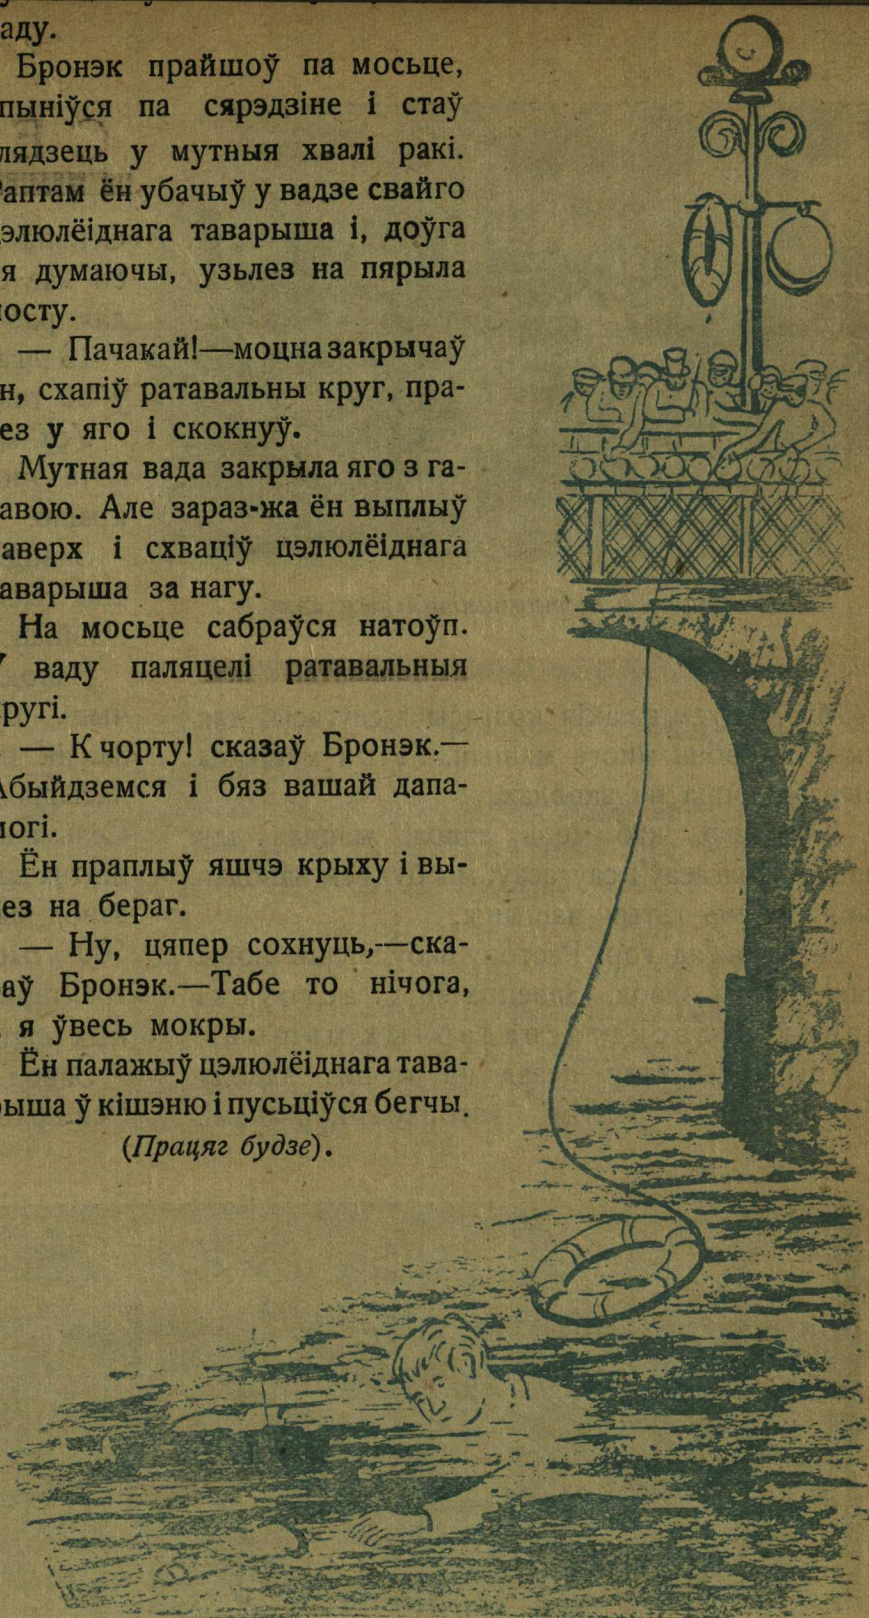 аду.
Бронэк прайшоў па мосьце,
пыніўся па сярэдзіне і стаў
лядзець у мутныя хвалі ракі.
аптам ён убачыў у вадзе свайго
эллюлёіднага таварыша і, доўга
я думаючы, узьлез на пярыла
осту.
— Пачакай!—моцна закрычаў
н, схапіў ратавальны круг, пра-
ез у яго і скокнуў.
Мутная вада закрыла яго з га-
авою. Але зараз-жа ён выплыў
аверх і схваціў цэлюлёіднага
аварыша за нагу.
На мосьце сабраўся натоўп.
У ваду паляцелі ратавальныя
ругі.
— К чорту! сказаў Бронэк.—
Абыйдземся і бяз вашай дапа-
огі.
Ён праплыў яшчэ крыху і вы-
ез на бераг.
— Ну, цяпер сохнуць,—ска-
аў Бронэк.—Табе то нічога,
я ўвесь мокры.
Ён палажыў цэлюлёіднага тава-
рыша ў кішэню і пусьціўся бегчы.
(Працяг будзе).